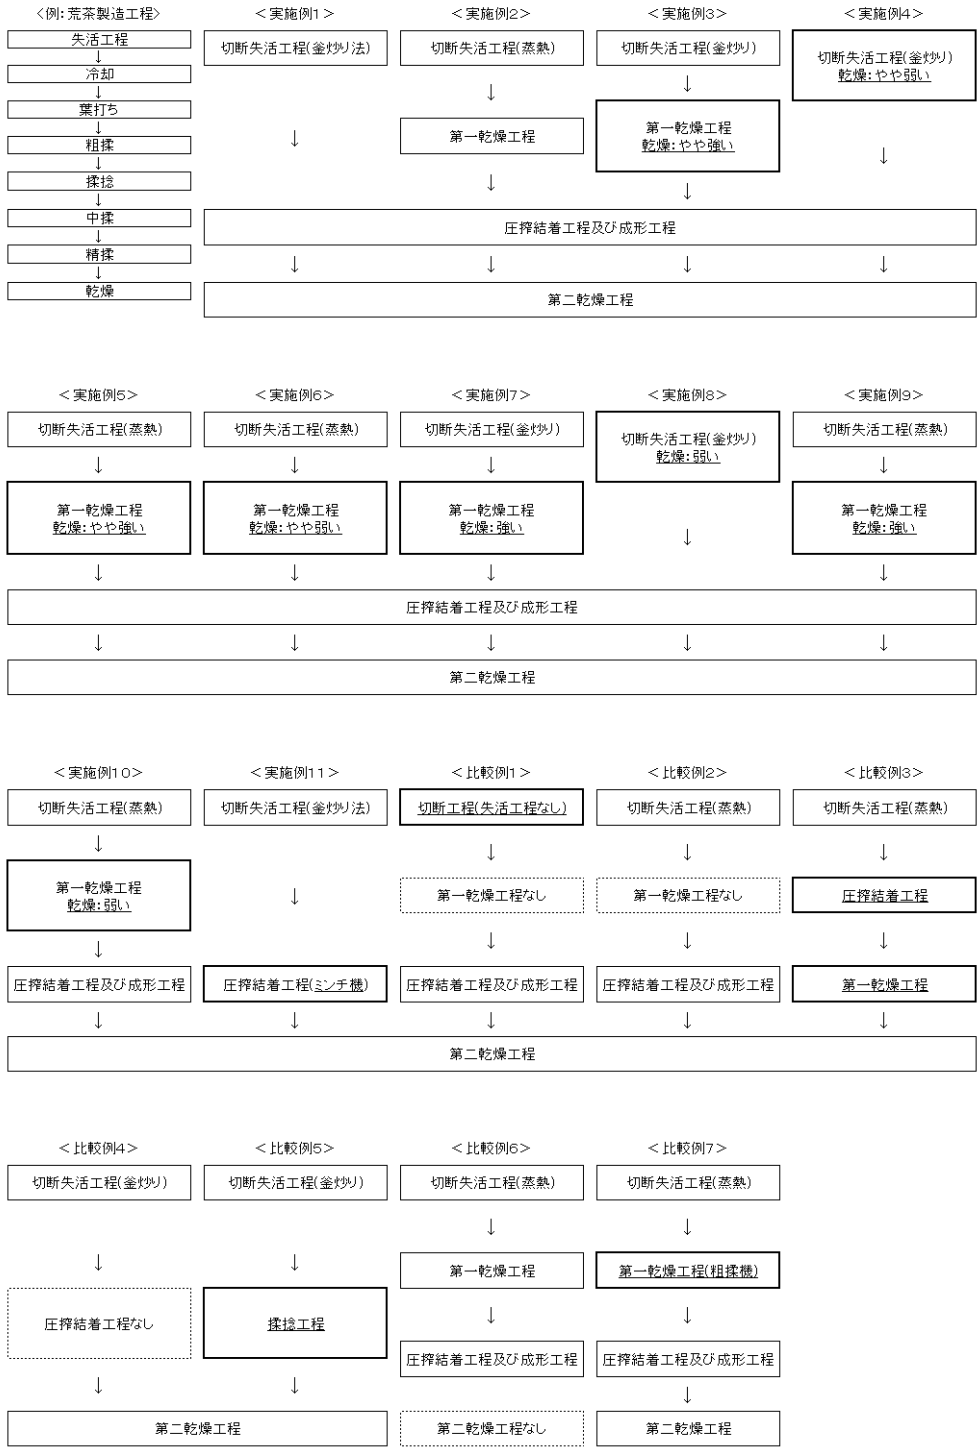 <例：荒茶製造工程>
失活工程
↓
冷却
↓
葉打ち
↓
粗揉
↓
揉捻
↓
中揉
↓
精揉
↓
乾燥
<実施例1>
切断失活工程(釜炒り法)
↓
<実施例2>
切断失活工程(蒸熱)
↓
第一乾燥工程
↓
<実施例3>
切断失活工程(釜炒り)
↓
第一乾燥工程
乾燥：やや強い
↓
<実施例4>
切断失活工程(釜炒り)
乾燥：やや弱い
↓
圧搾結着工程及び成形工程
↓ ↓ ↓ ↓
第二乾燥工程
<実施例5>
切断失活工程(蒸熱)
↓
第一乾燥工程
乾燥：やや強い
↓
<実施例6>
切断失活工程(蒸熱)
↓
第一乾燥工程
乾燥：やや弱い
↓
<実施例7>
切断失活工程(釜炒り)
↓
第一乾燥工程
乾燥：強い
↓
<実施例8>
切断失活工程(釜炒り)
乾燥：弱い
↓
<実施例9>
切断失活工程(蒸熱)
↓
第一乾燥工程
乾燥：強い
↓
圧搾結着工程及び成形工程
↓ ↓ ↓ ↓ ↓
第二乾燥工程
<実施例10>
切断失活工程(蒸熱)
↓
第一乾燥工程
乾燥：弱い
↓
圧搾結着工程及び成形工程
↓
<実施例11>
切断失活工程(釜炒り法)
↓
圧搾結着工程(ミンチ機)
↓
<比較例1>
切断工程(失活工程なし)
↓
第一乾燥工程なし
↓
圧搾結着工程及び成形工程
↓
<比較例2>
切断失活工程(蒸熱)
↓
第一乾燥工程なし
↓
圧搾結着工程及び成形工程
↓
<比較例3>
切断失活工程(蒸熱)
↓
圧搾結着工程
↓
第一乾燥工程
↓
第二乾燥工程
<比較例4>
切断失活工程(釜炒り)
↓
圧搾結着工程なし
↓
<比較例5>
切断失活工程(釜炒り)
↓
揉捻工程
↓
第二乾燥工程
<比較例6>
切断失活工程(蒸熱)
↓
第一乾燥工程
↓
圧搾結着工程及び成形工程
第二乾燥工程なし
<比較例7>
切断失活工程(蒸熱)
↓
第一乾燥工程(粗揉機)
↓
圧搾結着工程及び成形工程
↓
第二乾燥工程